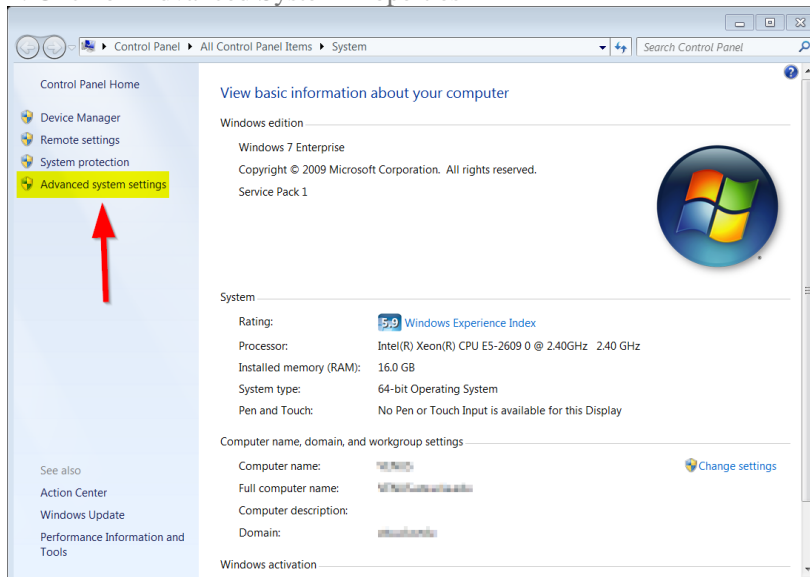 Control Panel ▸ All Control Panel Items ▸ System
Search Control Panel
Control Panel Home
Device Manager
Remote settings
System protection
Advanced system settings
See also
Action Center
Windows Update
Performance Information and
Tools
View basic information about your computer
Windows edition
Windows 7 Enterprise
Copyright © 2009 Microsoft Corporation. All rights reserved.
Service Pack 1
System
Rating: 5.9 Windows Experience Index
Processor: Intel(R) Xeon(R) CPU E5-2609 0 @ 2.40GHz 2.40 GHz
Installed memory (RAM): 16.0 GB
System type: 64-bit Operating System
Pen and Touch: No Pen or Touch Input is available for this Display
Computer name, domain, and workgroup settings
Computer name: Change settings
Full computer name:
Computer description:
Domain:
Windows activation